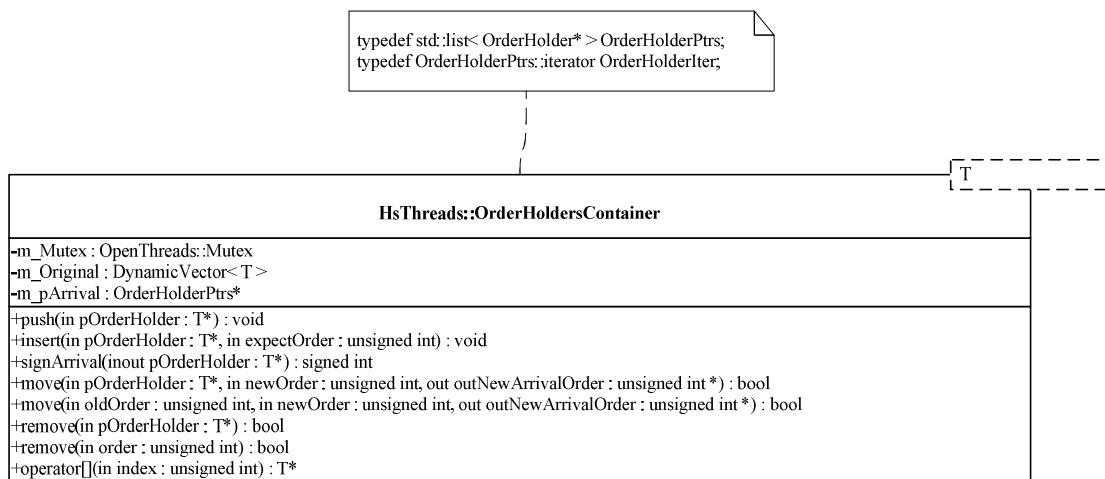 typedef std::list< OrderHolder* > OrderHolderPtrs;
typedef OrderHolderPtrs::iterator OrderHolderIter;
T
HsThreads::OrderHoldersContainer
-m_Mutex : OpenThreads::Mutex
-m_Original : DynamicVector< T >
-m_pArrival : OrderHolderPtrs*
+push(in pOrderHolder : T*) : void
+insert(in pOrderHolder : T*, in expectOrder : unsigned int) : void
+signArrival(inout pOrderHolder : T*) : signed int
+move(in pOrderHolder : T*, in newOrder : unsigned int, out outNewArrivalOrder : unsigned int *) : bool
+move(in oldOrder : unsigned int, in newOrder : unsigned int, out outNewArrivalOrder : unsigned int *) : bool
+remove(in pOrderHolder : T*) : bool
+remove(in order : unsigned int) : bool
+operator[](in index : unsigned int) : T*